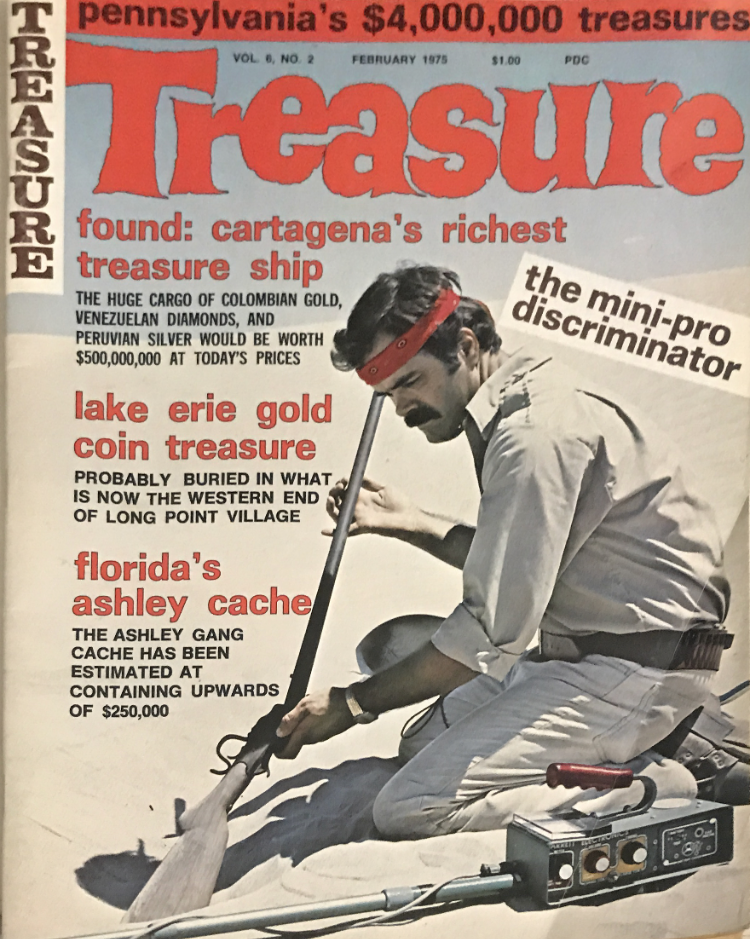 pennsylvania's $4,000,000 treasures
TREASURE
VOL. 6, NO. 2 FEBRUARY 1975 $1.00 PDC
Treasure
found: cartagena's richest
treasure ship
THE HUGE CARGO OF COLOMBIAN GOLD,
VENEZUELAN DIAMONDS, AND
PERUVIAN SILVER WOULD BE WORTH
$500,000,000 AT TODAY'S PRICES
the mini-pro
discriminator
lake erie gold
coin treasure
PROBABLY BURIED IN WHAT
IS NOW THE WESTERN END
OF LONG POINT VILLAGE
florida's
ashley cache
THE ASHLEY GANG
CACHE HAS BEEN
ESTIMATED AT
CONTAINING UPWARDS
OF $250,000
ELECTRONICS